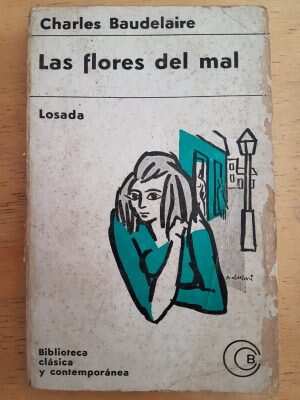 Charles Baudelaire
Las flores del mal
Losada
Biblioteca
clásica
y contemporánea
B